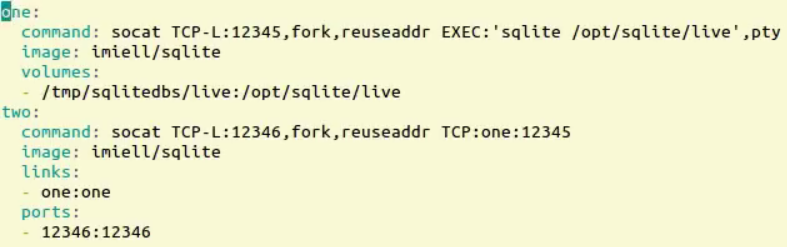 one:
  command: socat TCP-L:12345,fork,reuseaddr EXEC:'sqlite /opt/sqlite/live',pty
  image: imiell/sqlite
  volumes:
  - /tmp/sqlitedbs/live:/opt/sqlite/live
two:
  command: socat TCP-L:12346,fork,reuseaddr TCP:one:12345
  image: imiell/sqlite
  links:
  - one:one
  ports:
  - 12346:12346